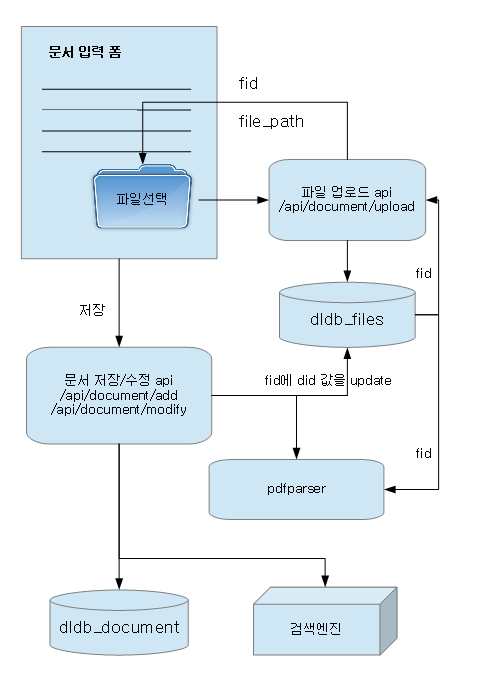 문서 입력 폼
fid
file_path
파일선택
파일 업로드 api
/api/document/upload
fid
dldb_files
저장
문서 저장/수정 api
/api/document/add
/api/document/modify
fid에 did 값을 update
fid
pdfparser
dldb_document
검색엔진